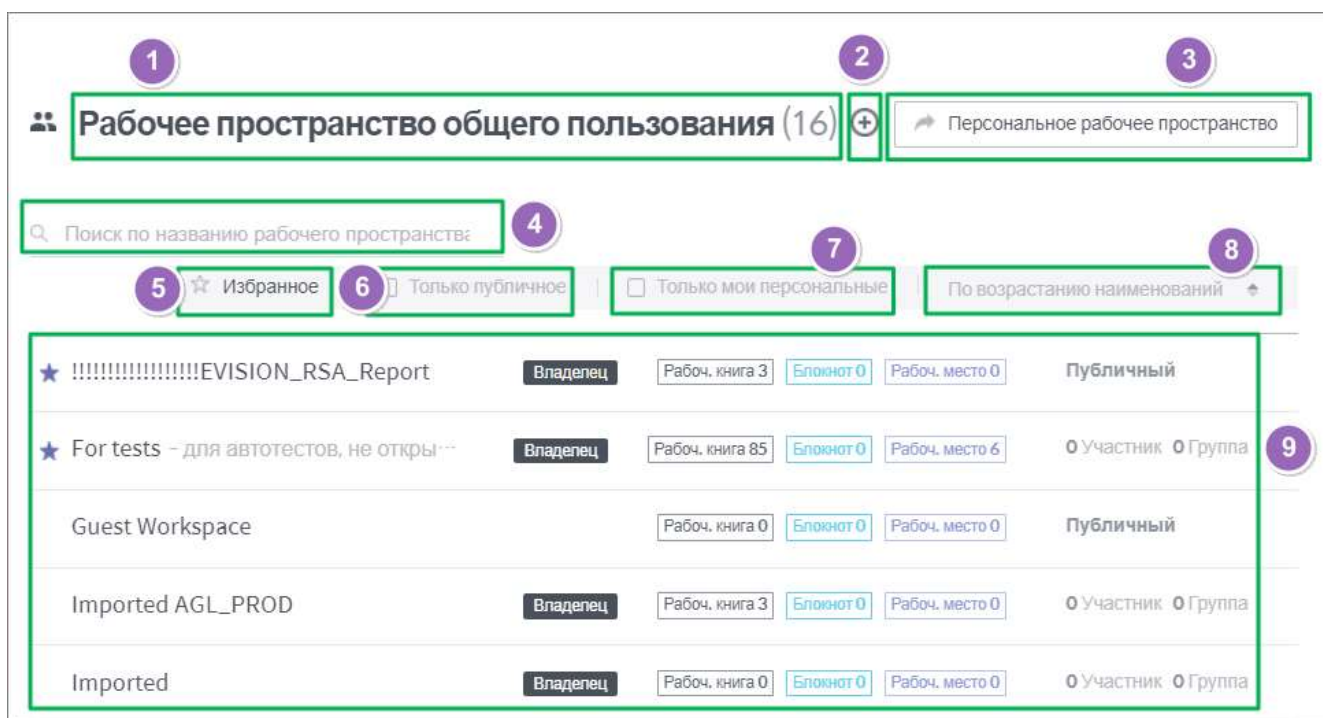 1 2 3
Рабочее пространство общего пользования (16) Персональное рабочее пространство
Поиск по названию рабочего пространства 4
7 8
5 Избранное 6 Только публичное Только мои персональные По возрастанию наименований
!!!!!!!!!!!!!!!!!!EVISION_RSA_Report Владелец Рабоч. книга 3 Блокнот 0 Рабоч. место 0 Публичный
For tests – для автотестов, не откры··· Владелец Рабоч. книга 85 Блокнот 0 Рабоч. место 6 0 Участник 0 Группа 9
Guest Workspace Рабоч. книга 0 Блокнот 0 Рабоч. место 0 Публичный
Imported AGL_PROD Владелец Рабоч. книга 3 Блокнот 0 Рабоч. место 0 0 Участник 0 Группа
Imported Владелец Рабоч. книга 0 Блокнот 0 Рабоч. место 0 0 Участник 0 Группа